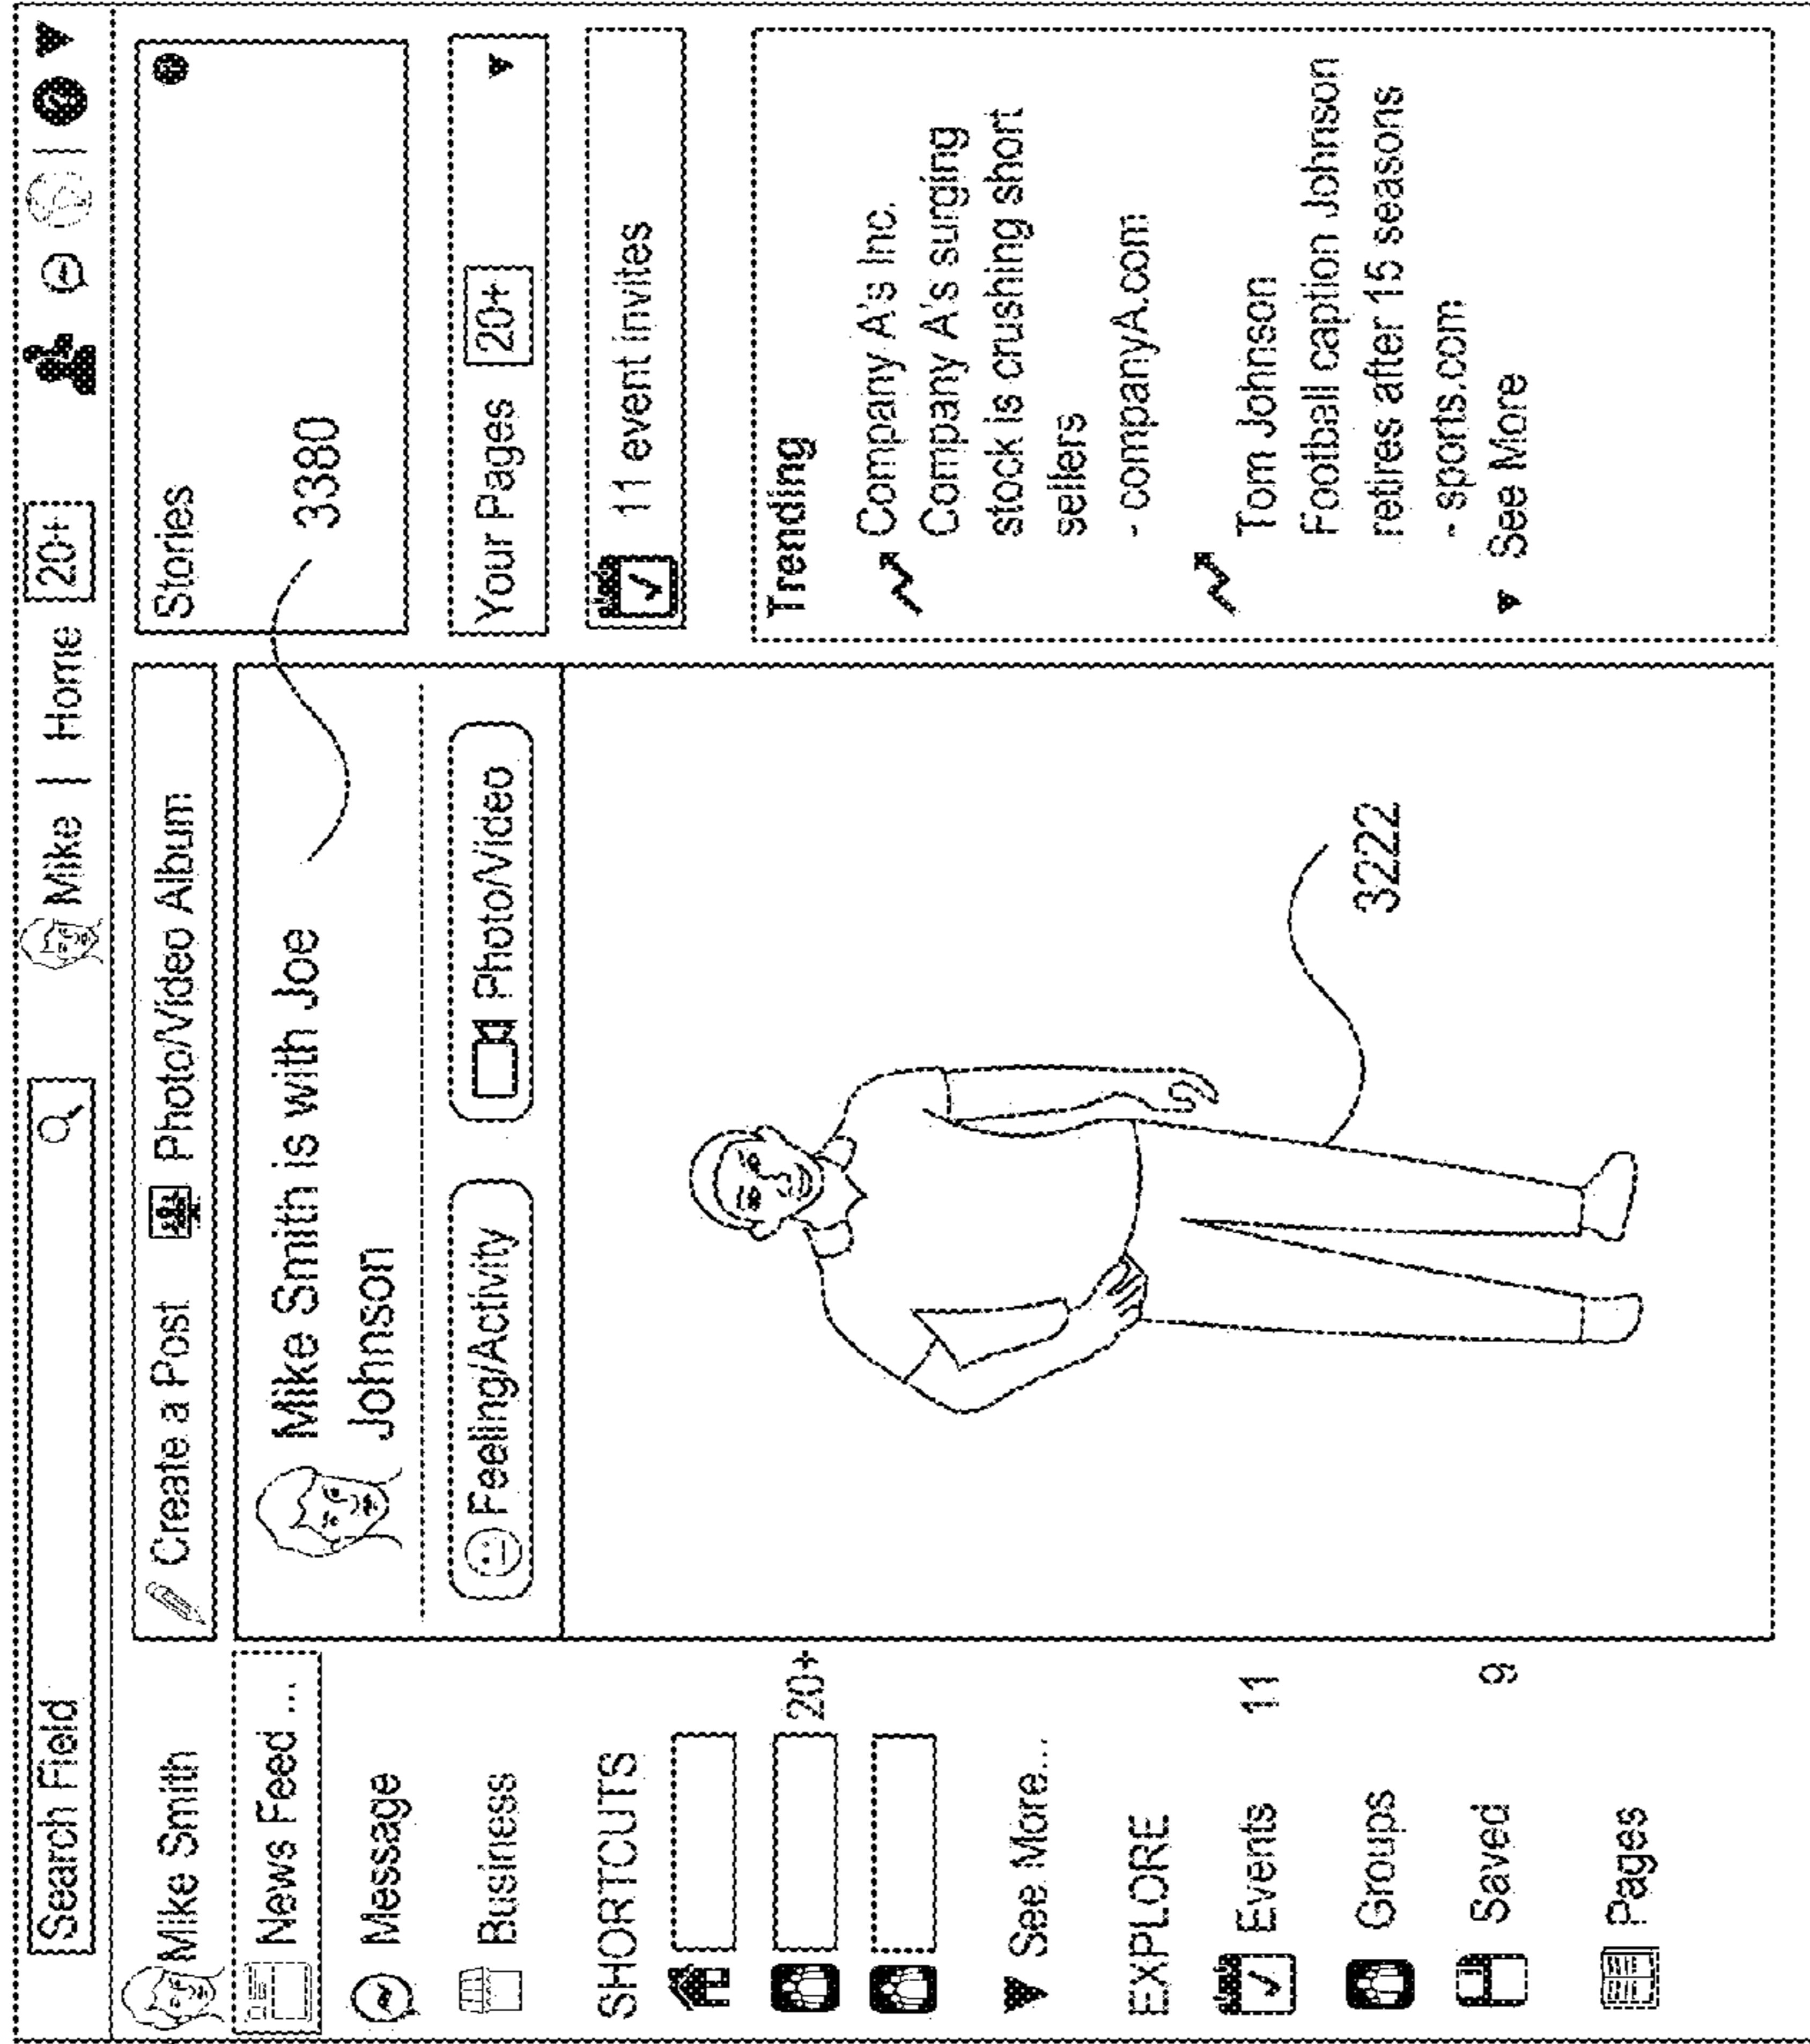 Search Field
Mike | Home 20+
Mike Smith
News Feed ...
Message
Business
SHORTCUTS
20+
See More...
EXPLORE
Events 11
Groups
Saved 9
Pages
Create a Post Photo/Video Album
Mike Smith is with Joe
Johnson
3380
Feeling/Activity Photo/Video
3222
Stories
Your Pages 20+
11 event invites
Trending
Company A's Inc.
Company A's surging
stock is crushing short
sellers
- companyA.com
Tom Johnson
Football caption Johnson
retires after 15 seasons
- sports.com
See More